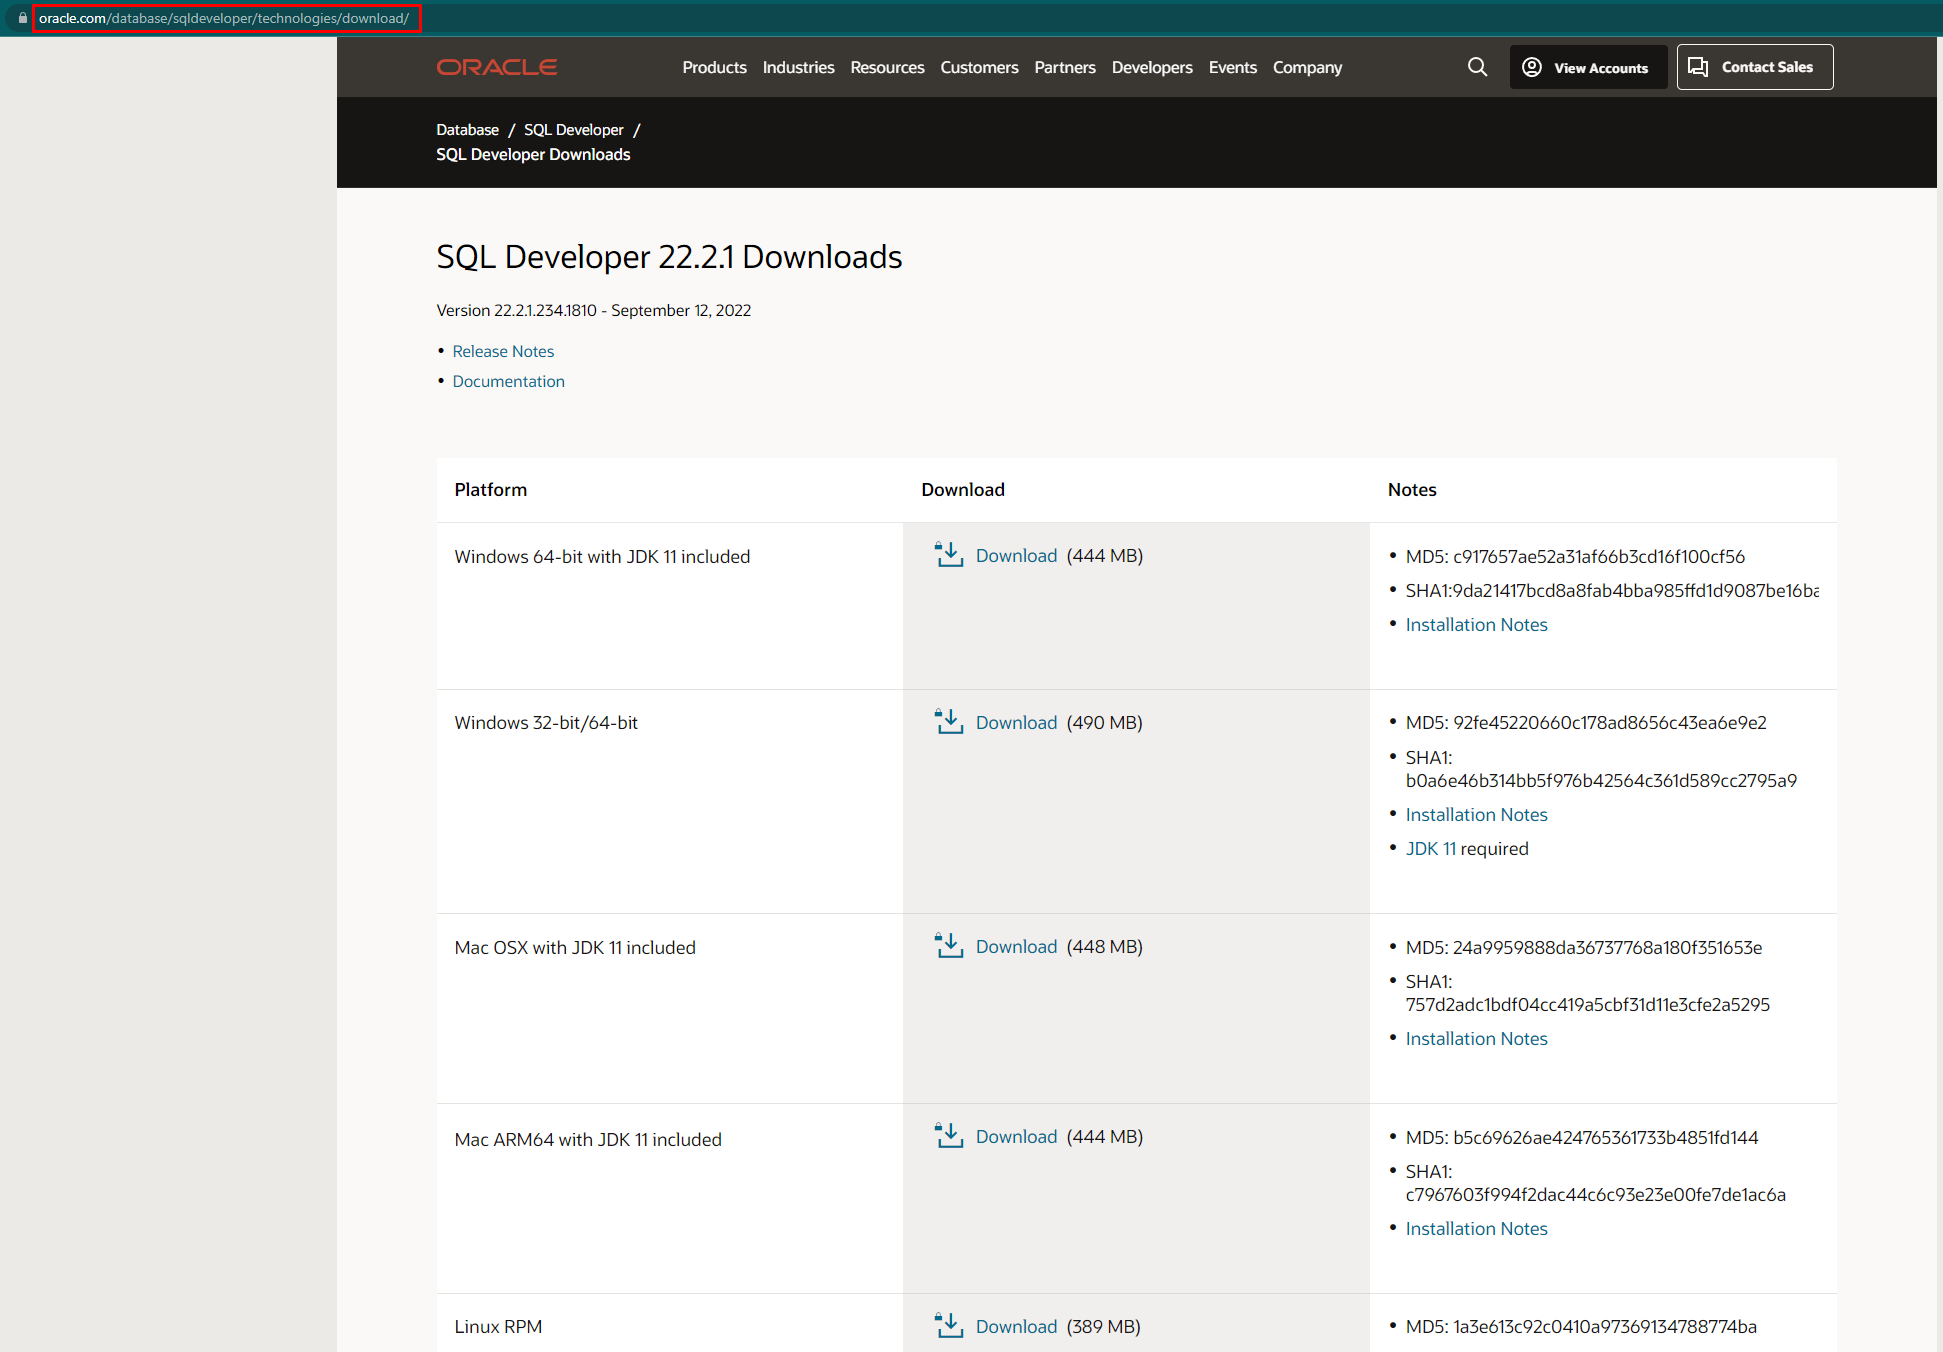 oracle.com/database/sqldeveloper/technologies/download/
ORACLE Products Industries Resources Customers Partners Developers Events Company View Accounts Contact Sales
Database / SQL Developer /
SQL Developer Downloads
SQL Developer 22.2.1 Downloads
Version 22.2.1.234.1810 - September 12, 2022
• Release Notes
• Documentation
Platform Download Notes
Windows 64-bit with JDK 11 included Download (444 MB) • MD5: c917657ae52a31af66b3cd16f100cf56
• SHA1:9da21417bcd8a8fab4bba985ffd1d9087be16ba
• Installation Notes
Windows 32-bit/64-bit Download (490 MB) • MD5: 92fe45220660c178ad8656c43ea6e9e2
• SHA1:
b0a6e46b314bb5f976b42564c361d589cc2795a9
• Installation Notes
• JDK 11 required
Mac OSX with JDK 11 included Download (448 MB) • MD5: 24a9959888da36737768a180f351653e
• SHA1:
757d2adc1bdf04cc419a5cbf31d11e3cfe2a5295
• Installation Notes
Mac ARM64 with JDK 11 included Download (444 MB) • MD5: b5c69626ae424765361733b4851fd144
• SHA1:
c7967603f994f2dac44c6c93e23e00fe7de1ac6a
• Installation Notes
Linux RPM Download (389 MB) • MD5: 1a3e613c92c0410a97369134788774ba